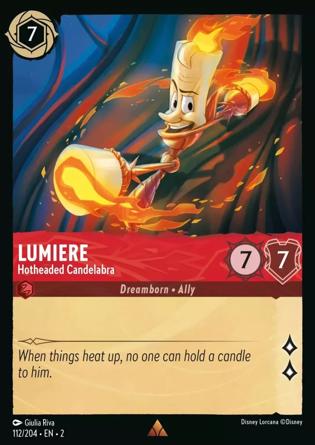 7
LUMIERE
Hotheaded Candelabra
7 7
Dreamborn • Ally
When things heat up, no one can hold a candle
to him.
Giulia Riva
112/204 • EN • 2
Disney Lorcana ©Disney